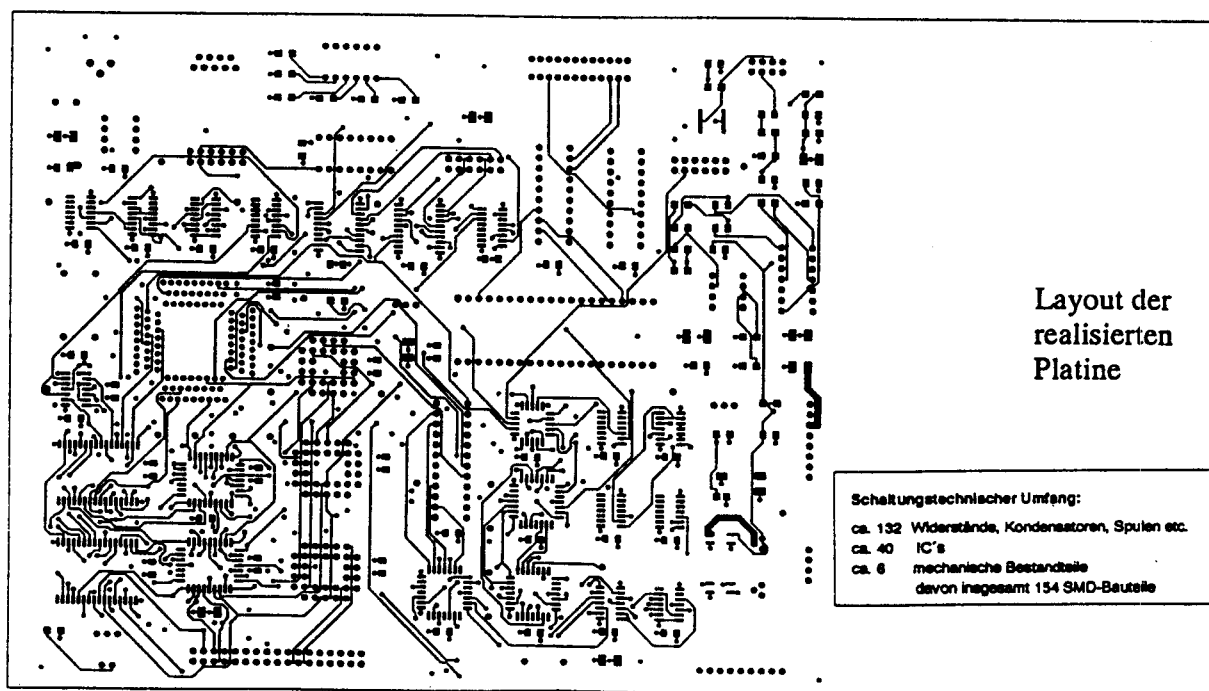 Layout der
realisierten
Platine
Schaltungstechnischer Umfang:
ca. 132 Widerstände, Kondensatoren, Spulen etc.
ca. 40 IC´s
ca. 6 mechanische Bestandteile
davon insgesamt 154 SMD-Bauteile